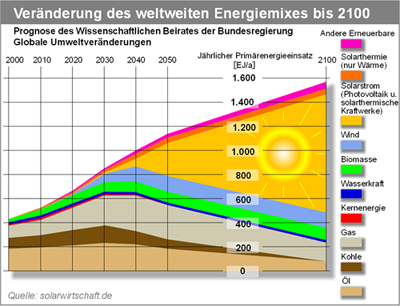 Veränderung des weltweiten Energiemixes bis 2100
Prognose des Wissenschaftlichen Beirates der Bundesregierung
Globale Umweltveränderungen
Jährlicher Primärenergieeinsatz
[EJ/a]
2000
2010
2020
2030
2040
2050
2100
1.600
1.400
1.200
1.000
800
600
400
200
0
Andere Erneuerbare
Solarthermie
(nur Wärme)
Solarstrom
(Photovoltaik u.
solarthermische
Kraftwerke)
Wind
Biomasse
Wasserkraft
Kernenergie
Gas
Kohle
Öl
Quelle: solarwirtschaft.de